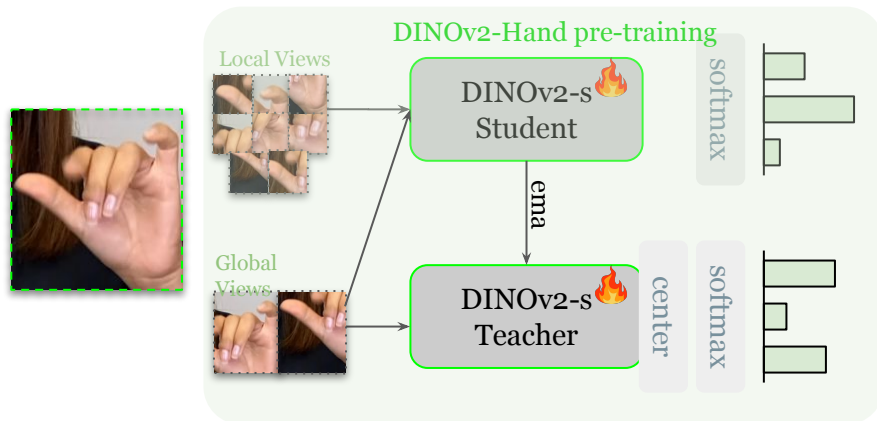 DINOv2-Hand pre-training
Local Views
DINOv2-s
Student
softmax
ema
Global
Views
DINOv2-s
Teacher
center
softmax